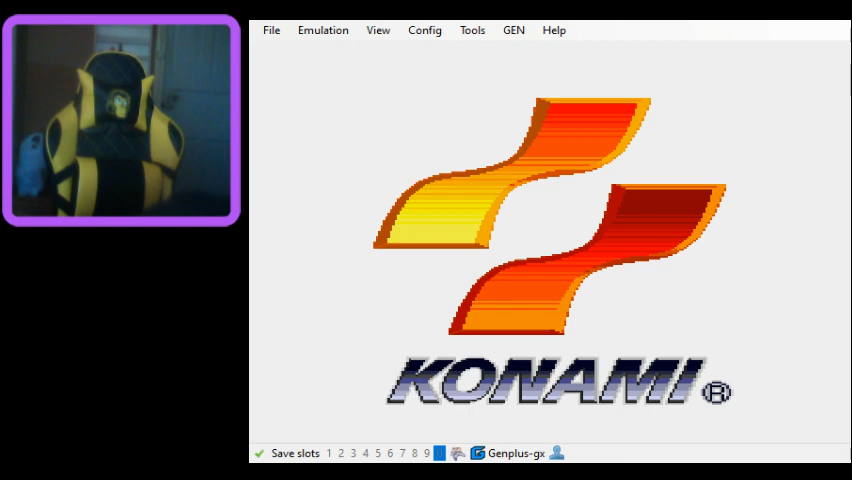 File Emulation View Config Tools GEN Help
KONAMI ®
Save slots 1 2 3 4 5 6 7 8 9 Genplus-gx